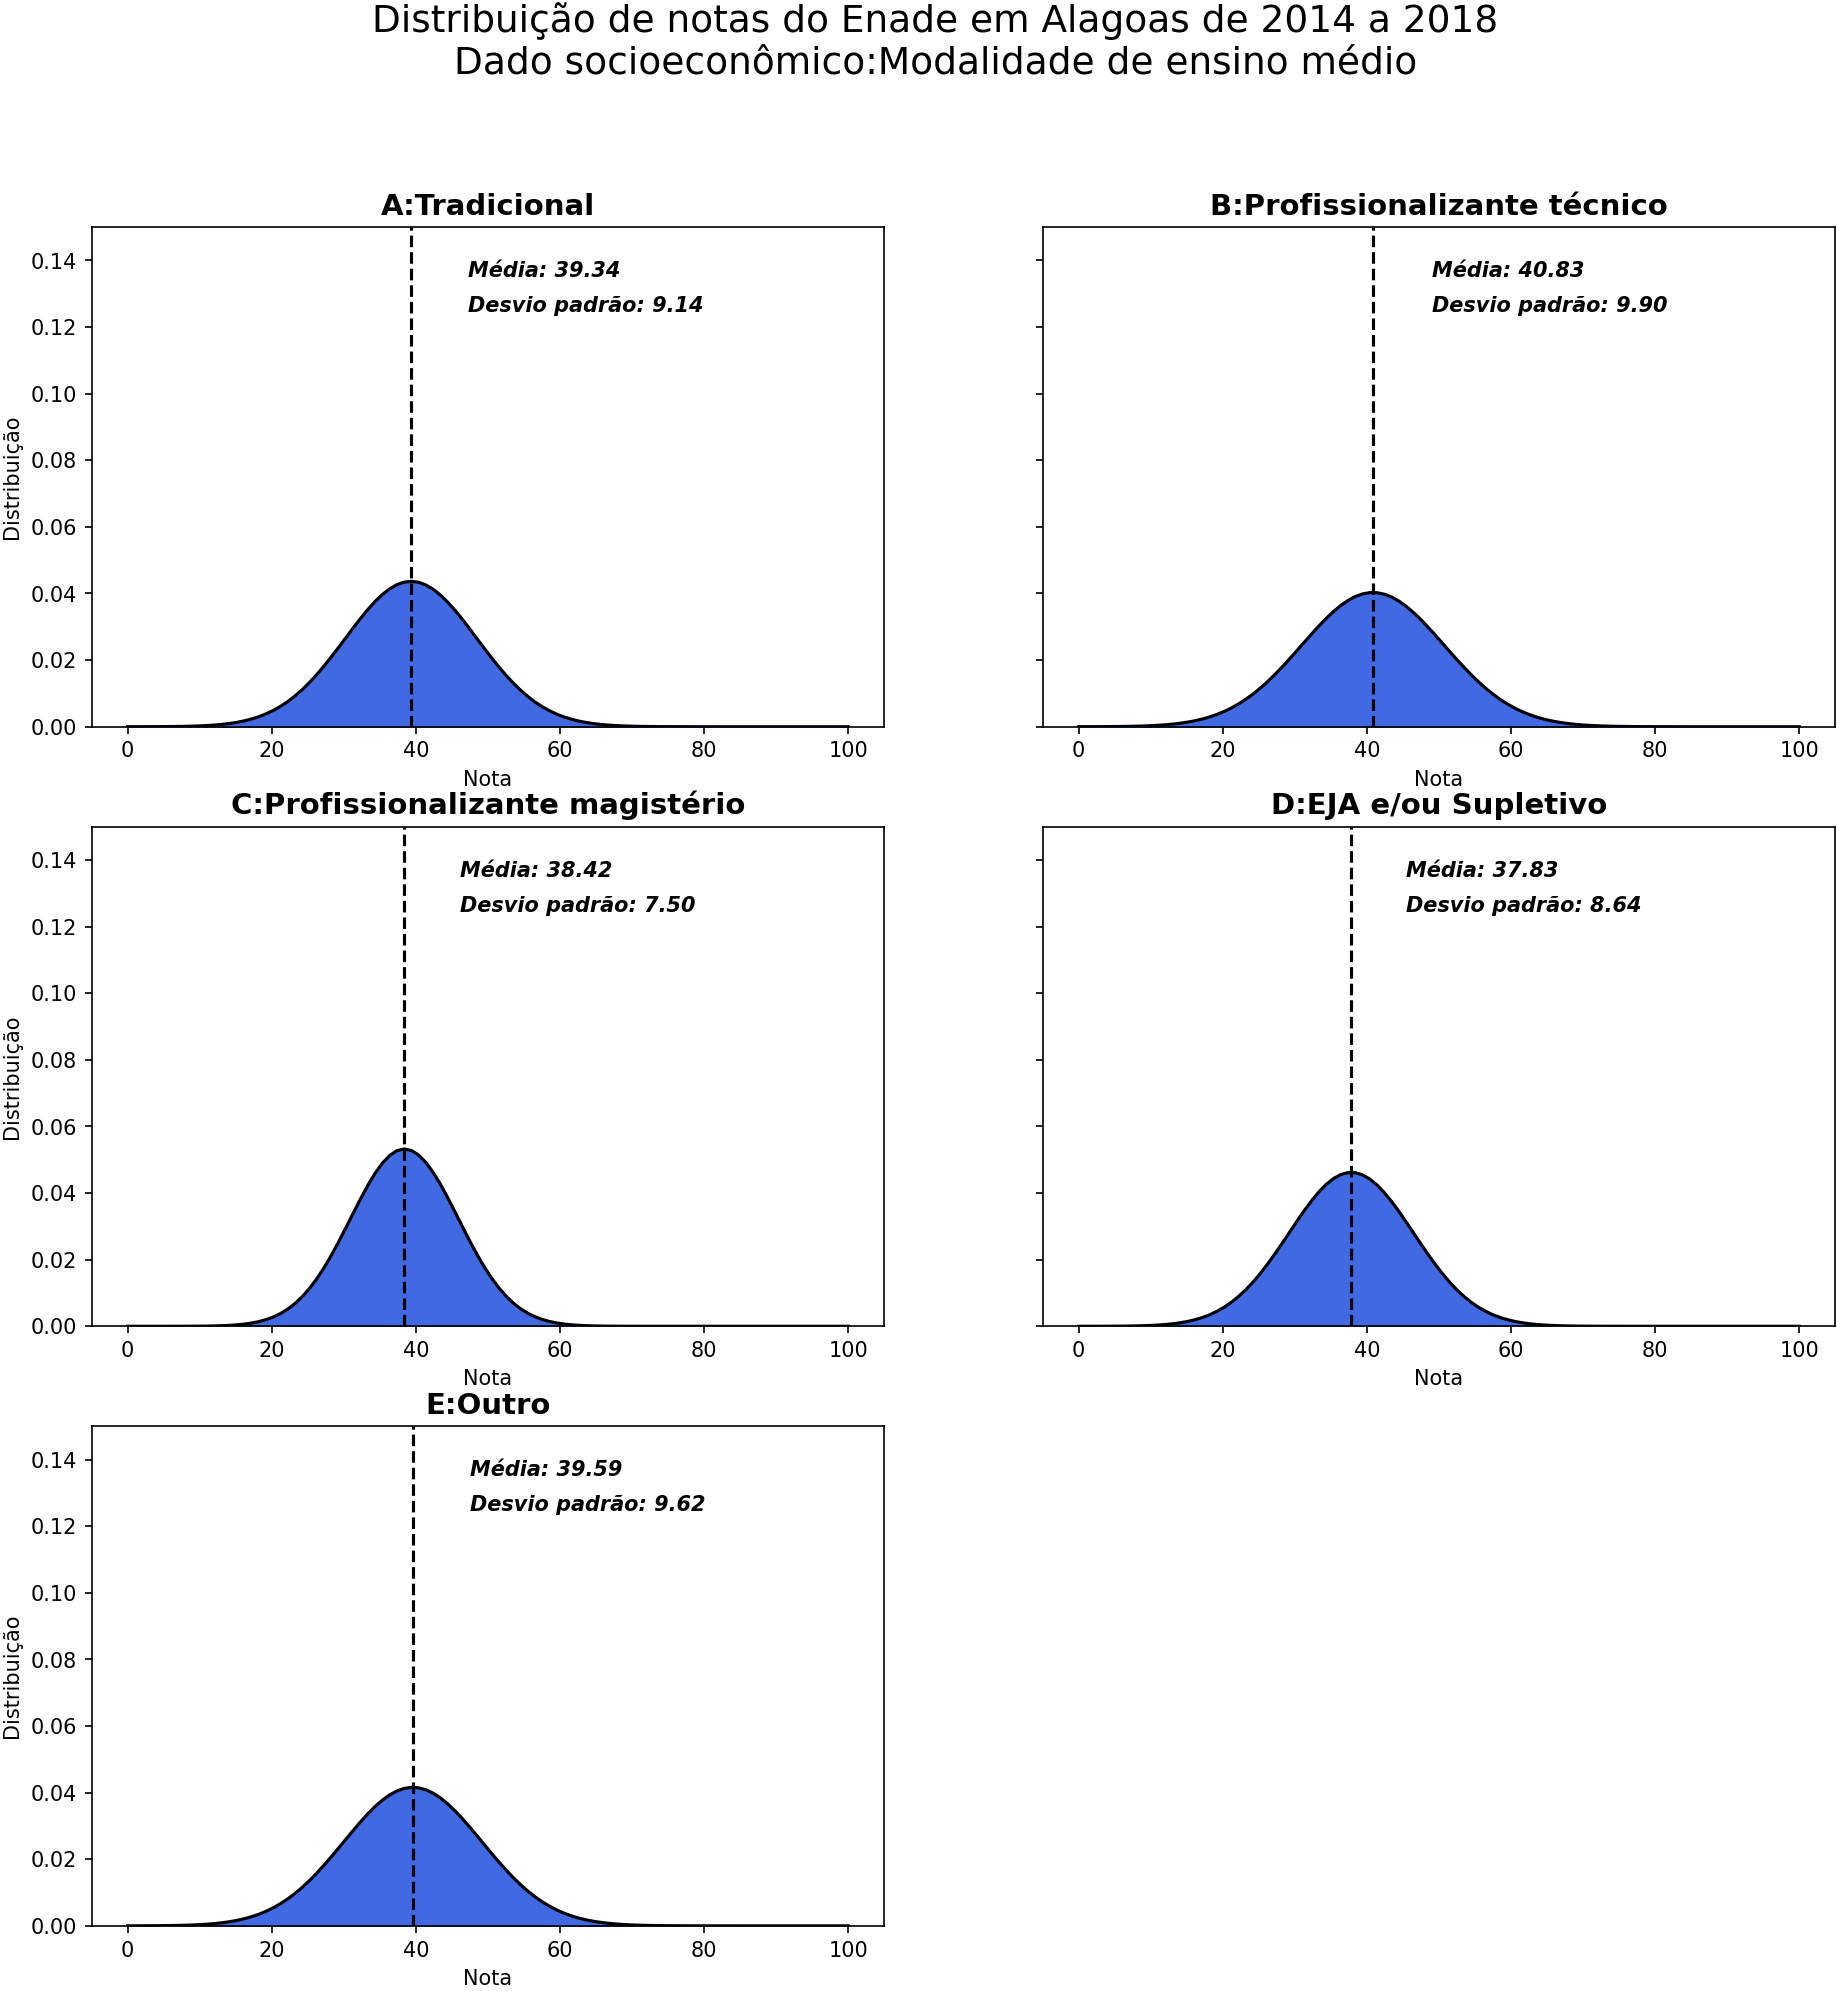 Distribuição de notas do Enade em Alagoas de 2014 a 2018
Dado socioeconômico:Modalidade de ensino médio
A:Tradicional
Média: 39.34
Desvio padrão: 9.14
Distribuição
0.14
0.12
0.10
0.08
0.06
0.04
0.02
0.00
0 20 40 60 80 100
Nota
B:Profissionalizante técnico
Média: 40.83
Desvio padrão: 9.90
0 20 40 60 80 100
Nota
C:Profissionalizante magistério
Média: 38.42
Desvio padrão: 7.50
Distribuição
0.14
0.12
0.10
0.08
0.06
0.04
0.02
0.00
0 20 40 60 80 100
Nota
D:EJA e/ou Supletivo
Média: 37.83
Desvio padrão: 8.64
0 20 40 60 80 100
Nota
E:Outro
Média: 39.59
Desvio padrão: 9.62
Distribuição
0.14
0.12
0.10
0.08
0.06
0.04
0.02
0.00
0 20 40 60 80 100
Nota